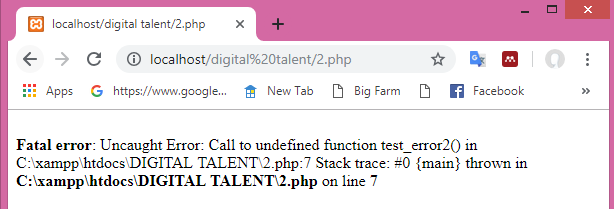 localhost/digital talent/2.php
localhost/digital%20talent/2.php
Apps https://www.google... New Tab Big Farm Facebook
Fatal error: Uncaught Error: Call to undefined function test_error2() in
C:\xampp\htdocs\DIGITAL TALENT\2.php:7 Stack trace: #0 {main} thrown in
C:\xampp\htdocs\DIGITAL TALENT\2.php on line 7